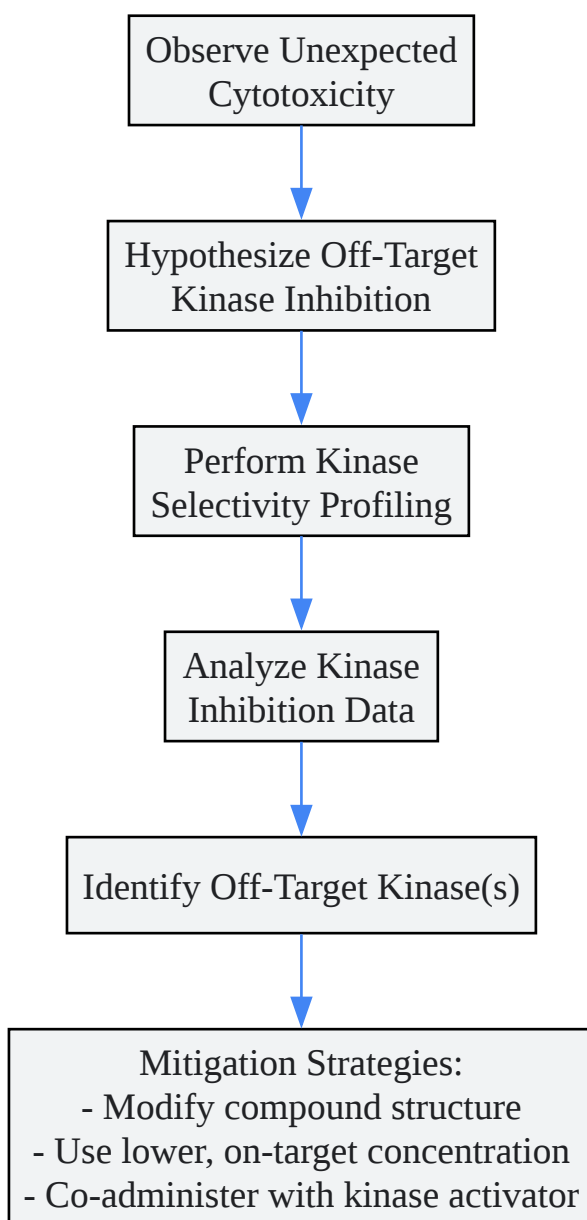 Observe Unexpected
Cytotoxicity
Hypothesize Off-Target
Kinase Inhibition
Perform Kinase
Selectivity Profiling
Analyze Kinase
Inhibition Data
Identify Off-Target Kinase(s)
Mitigation Strategies:
- Modify compound structure
- Use lower, on-target concentration
- Co-administer with kinase activator